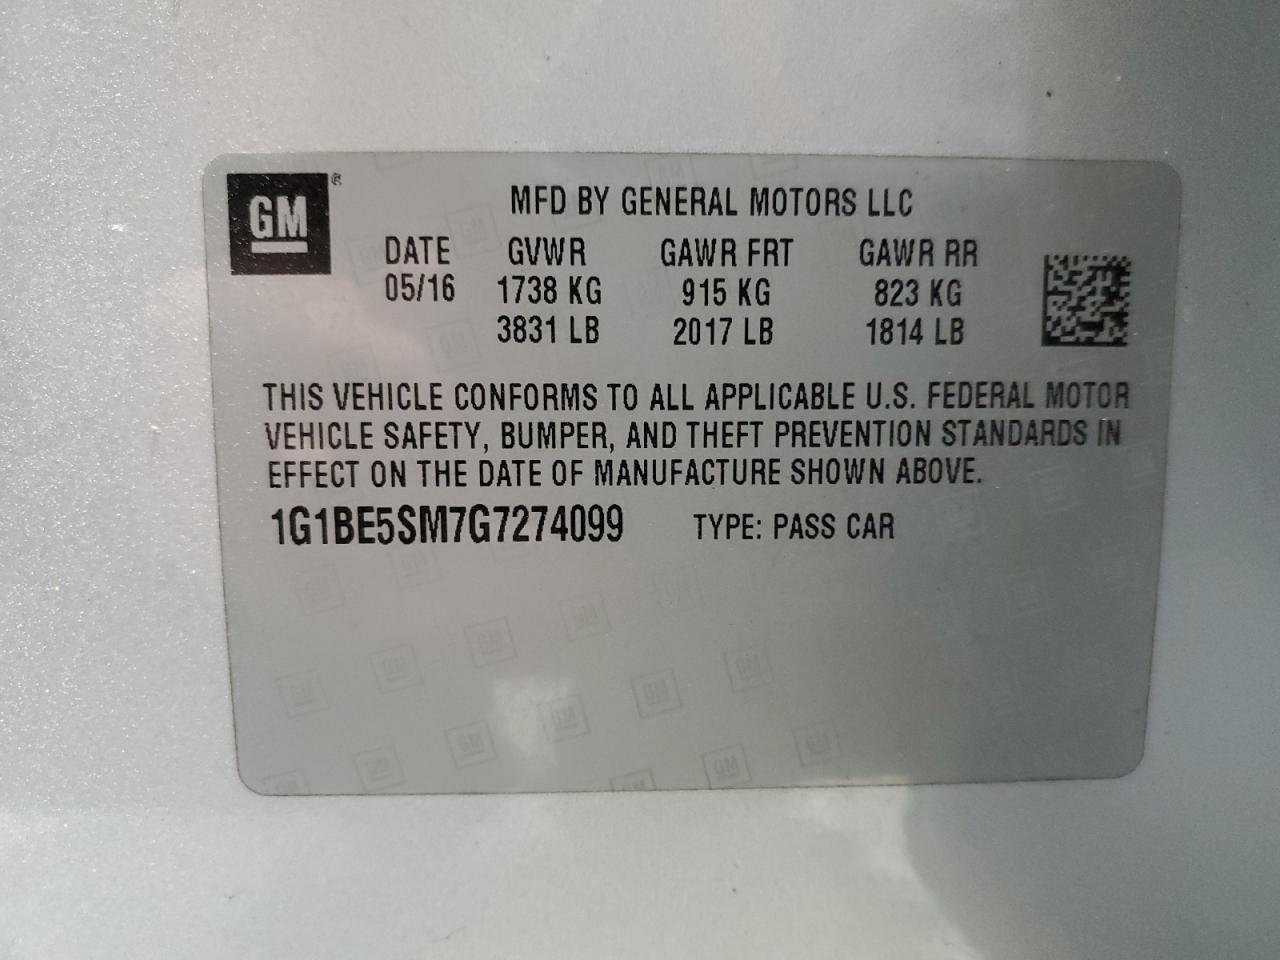 GM ®
MFD BY GENERAL MOTORS LLC
DATE GVWR GAWR FRT GAWR RR
05/16 1738 KG 915 KG 823 KG
3831 LB 2017 LB 1814 LB
THIS VEHICLE CONFORMS TO ALL APPLICABLE U.S. FEDERAL MOTOR
VEHICLE SAFETY, BUMPER, AND THEFT PREVENTION STANDARDS IN
EFFECT ON THE DATE OF MANUFACTURE SHOWN ABOVE.
1G1BE5SM7G7274099 TYPE: PASS CAR